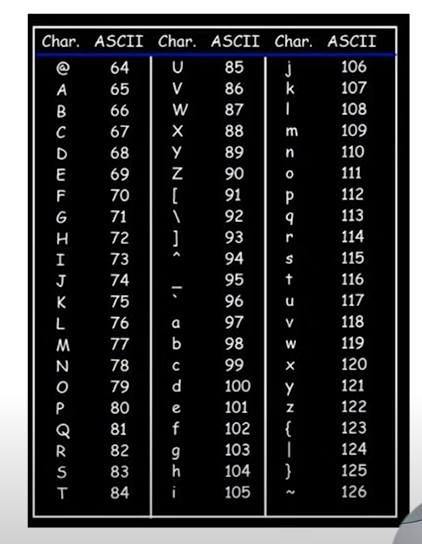 Char. ASCII Char. ASCII Char. ASCII
@ 64 U 85 j 106
A 65 V 86 k 107
B 66 W 87 l 108
C 67 X 88 m 109
D 68 Y 89 n 110
E 69 Z 90 o 111
F 70 [ 91 p 112
G 71 \ 92 q 113
H 72 ] 93 r 114
I 73 ^ 94 s 115
J 74 _ 95 t 116
K 75 ` 96 u 117
L 76 a 97 v 118
M 77 b 98 w 119
N 78 c 99 x 120
O 79 d 100 y 121
P 80 e 101 z 122
Q 81 f 102 { 123
R 82 g 103 | 124
S 83 h 104 } 125
T 84 i 105 ~ 126